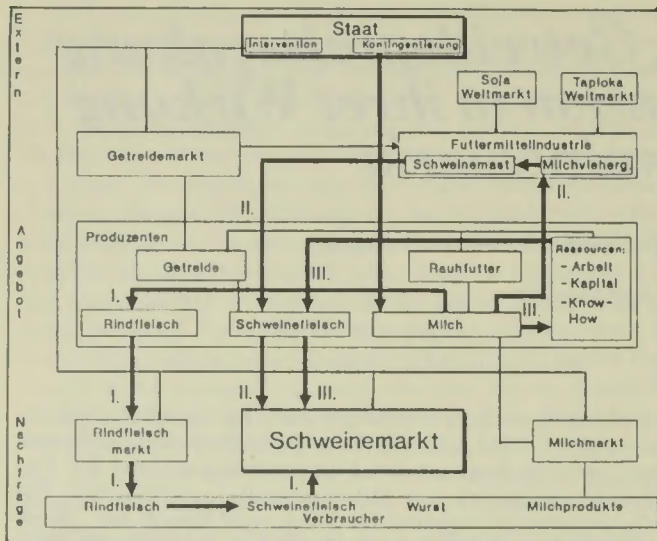 Extern
Staat
Intervention
Kontingentierung
Soja
Weltmarkt
Tapioka
Weltmarkt
Getreidemarkt
Futtermittelindustrie
Schweinemast
Milchvieherg.
II.
II.
Angebot
Produzenten
Getreide
III.
Rauhfutter
Ressourcen:
- Arbeit
- Kapital
- Know-
How
I.
III.
Rindfleisch
Schweinefleisch
Milch
I.
II.
III.
Nachfrage
Rindfleisch
markt
Schweinemarkt
Milchmarkt
I.
I.
Rindfleisch
Schweinefleisch
Wurst
Milchprodukte
Verbraucher